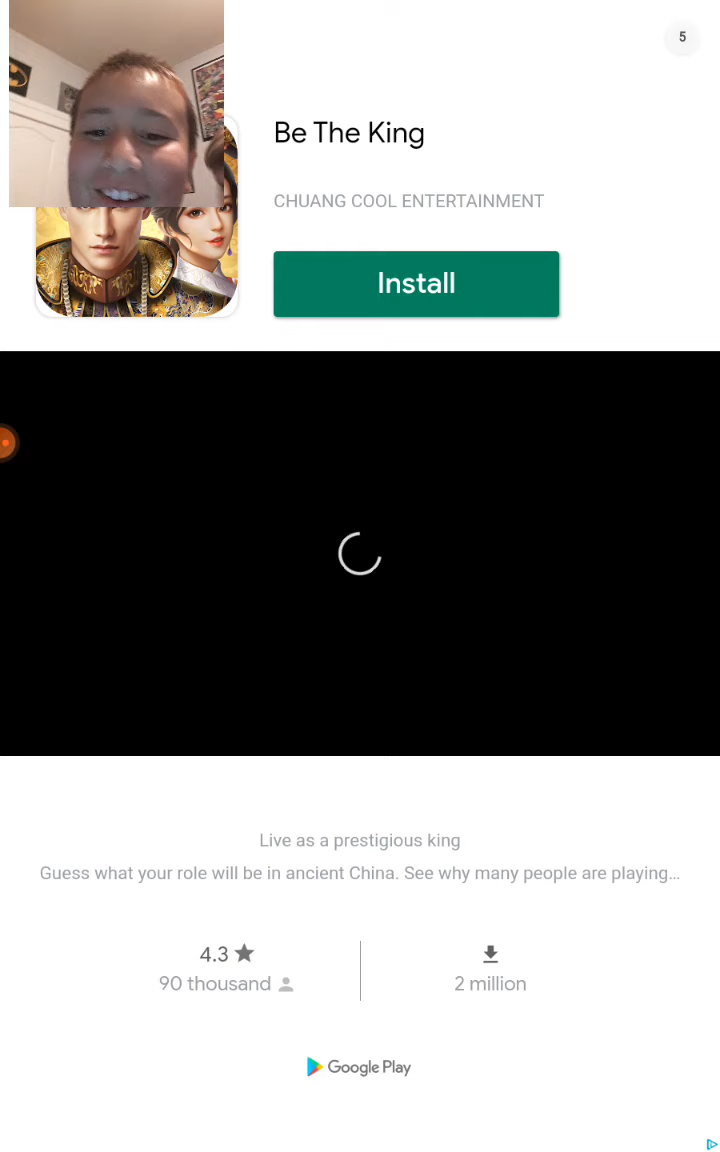 5
Be The King
CHUANG COOL ENTERTAINMENT
Install
Live as a prestigious king
Guess what your role will be in ancient China. See why many people are playing...
4.3
90 thousand
2 million
Google Play